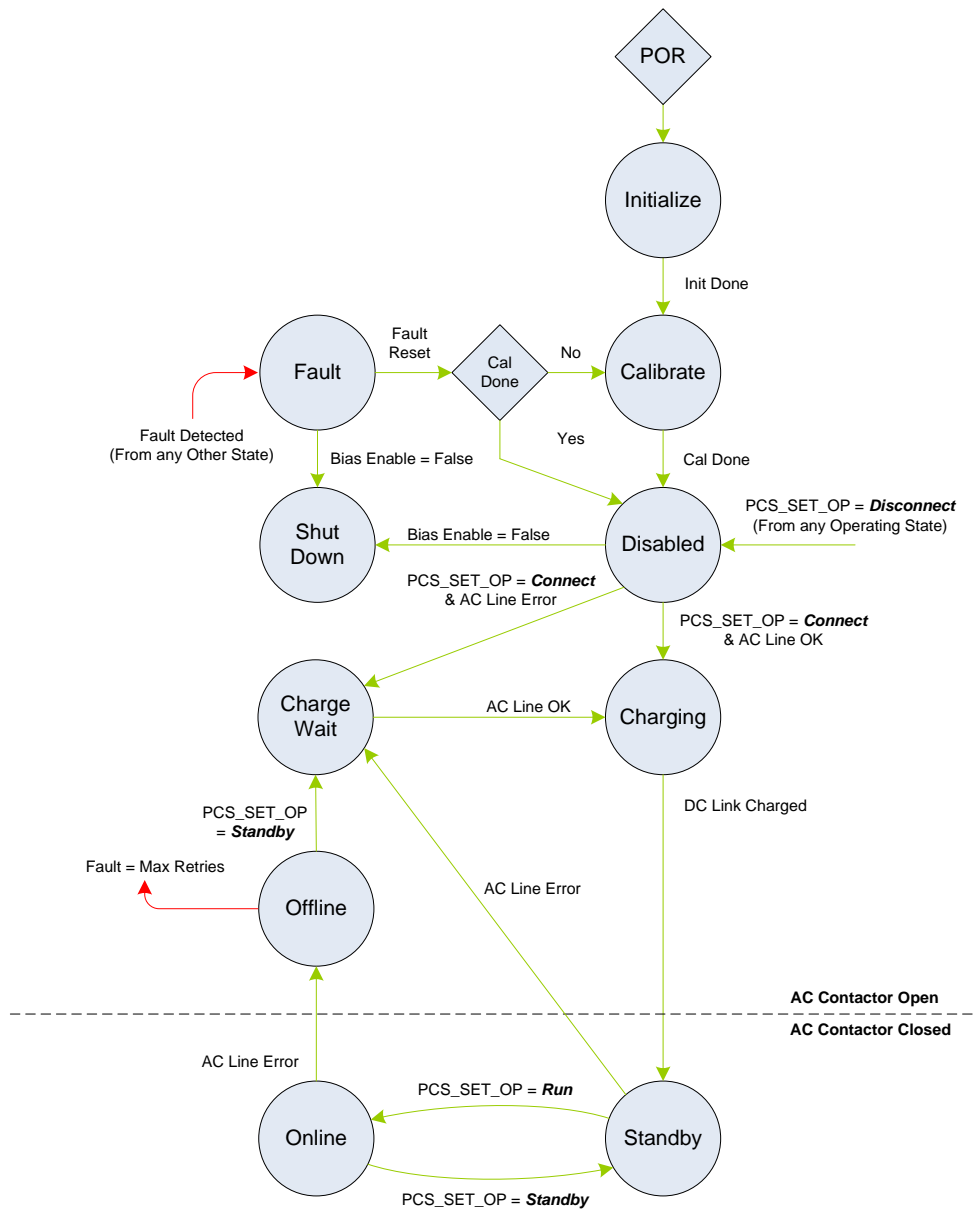 POR
Initialize
Init Done
Fault
Reset
Fault
Cal
Done
No
Calibrate
Fault Detected
(From any Other State)
Yes
Bias Enable = False
Cal Done
PCS_SET_OP = Disconnect
(From any Operating State)
Shut
Down
Bias Enable = False
Disabled
PCS_SET_OP = Connect
& AC Line Error
PCS_SET_OP = Connect
& AC Line OK
Charge
Wait
AC Line OK
Charging
PCS_SET_OP
= Standby
DC Link Charged
Fault = Max Retries
Offline
AC Line Error
AC Contactor Open
AC Contactor Closed
AC Line Error
PCS_SET_OP = Run
Online
Standby
PCS_SET_OP = Standby